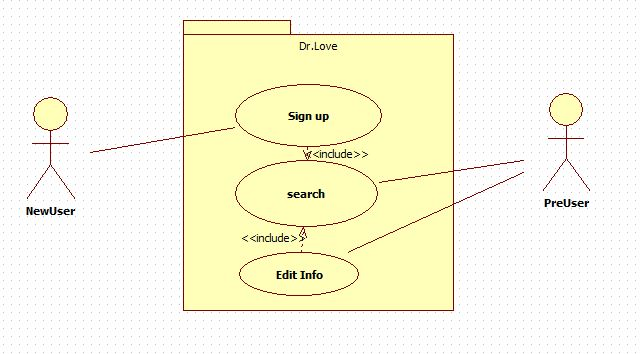 Dr.Love
Sign up
<<include>>
search
NewUser
PreUser
<<include>>
Edit Info